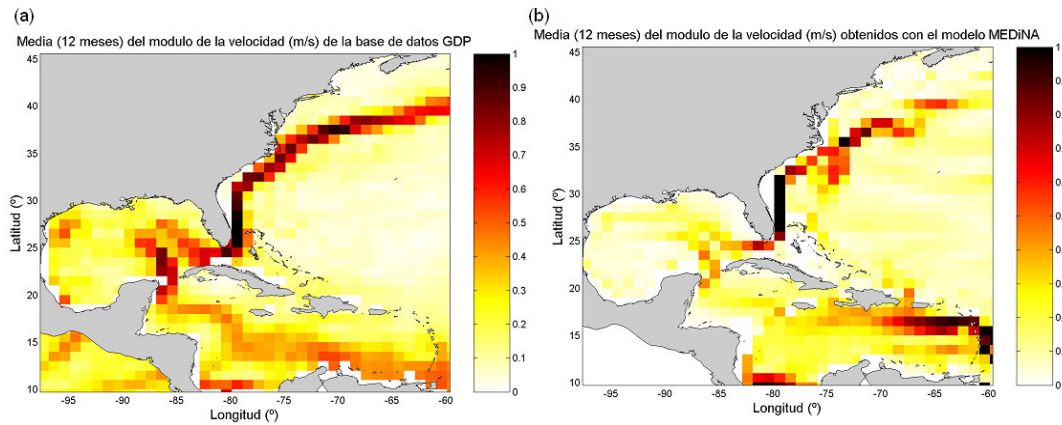 (a)
Media (12 meses) del modulo de la velocidad (m/s) de la base de datos GDP
45
40
35
30
25
20
15
10
Latitud (º)
-95 -90 -85 -80 -75 -70 -65 -60
Longitud (º)
1
0.9
0.8
0.7
0.6
0.5
0.4
0.3
0.2
0.1
0
(b)
Media (12 meses) del modulo de la velocidad (m/s) obtenidos con el modelo MEDiNA
45
40
35
30
25
20
15
10
Latitud (º)
-95 -90 -85 -80 -75 -70 -65 -60
Longitud (º)
1
0